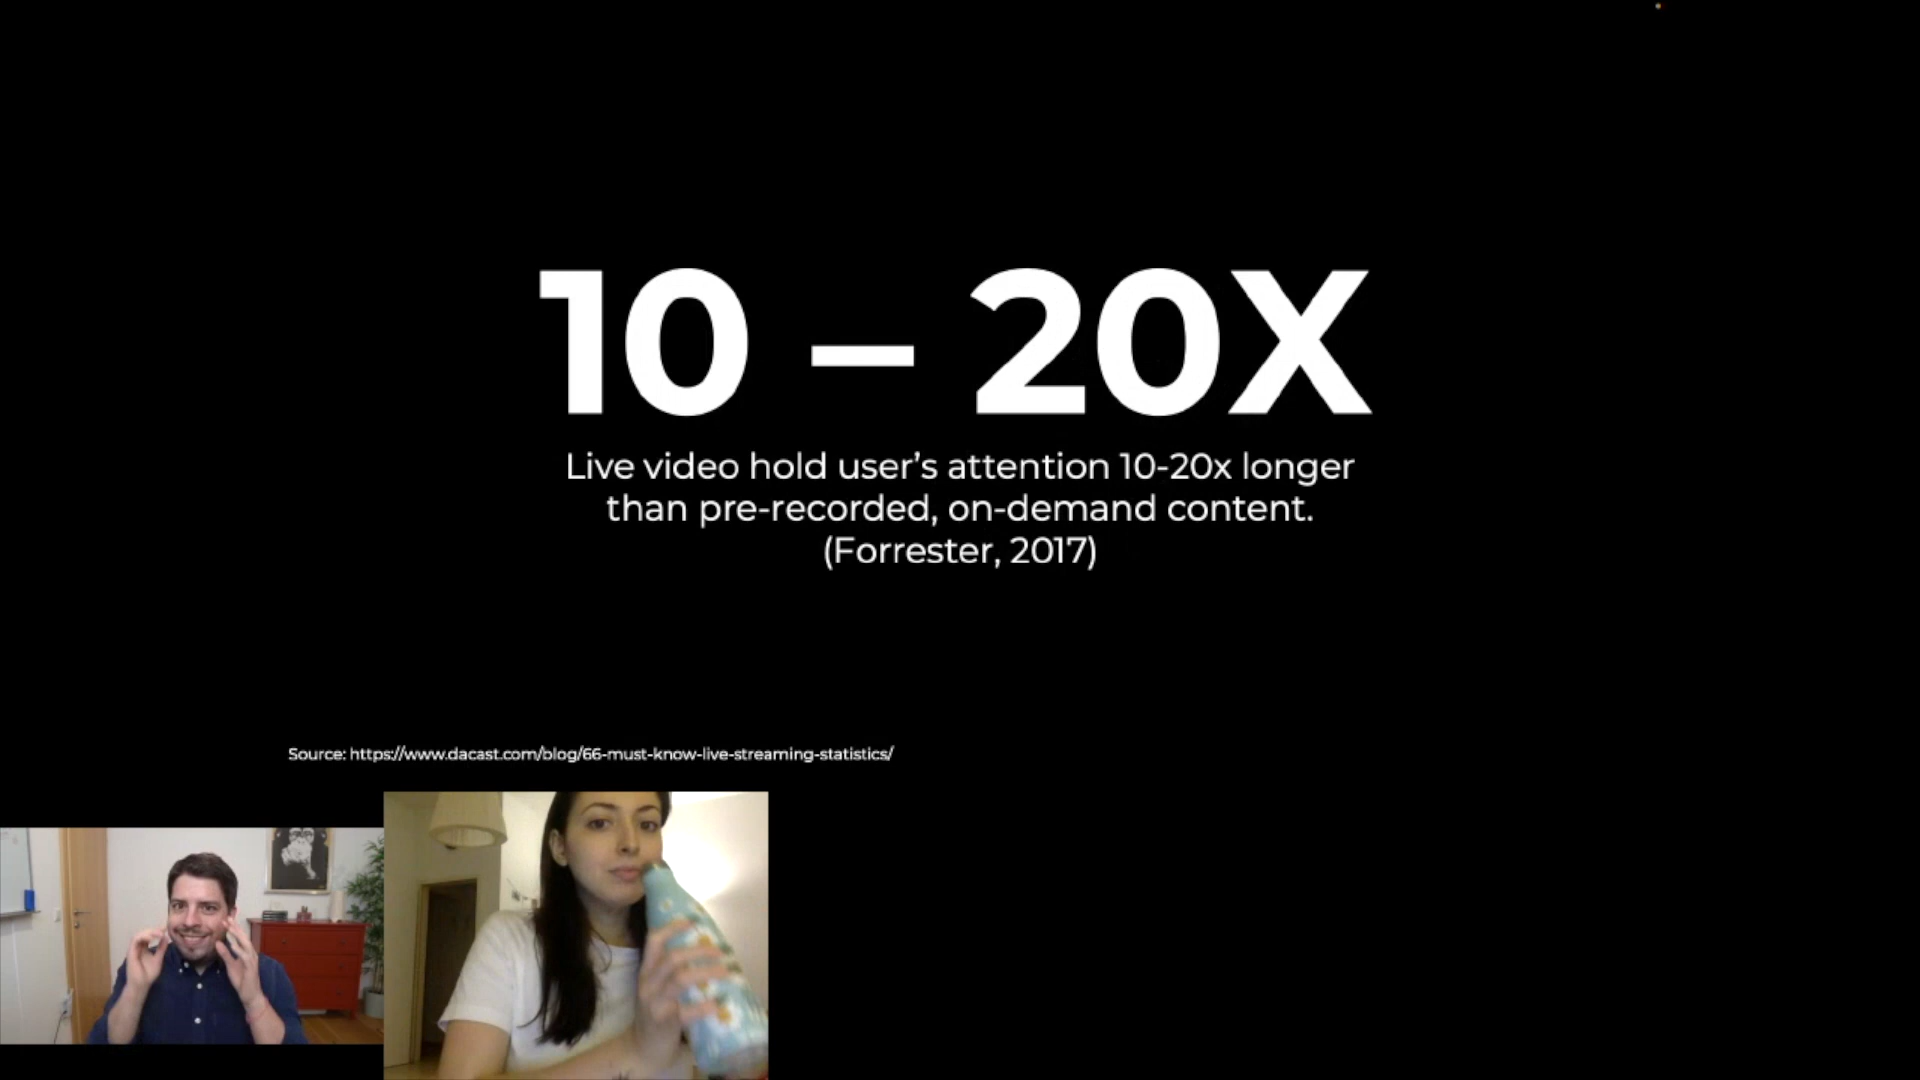 10 – 20X
Live video hold user’s attention 10-20x longer
than pre-recorded, on-demand content.
(Forrester, 2017)
Source: https://www.dacast.com/blog/66-must-know-live-streaming-statistics/